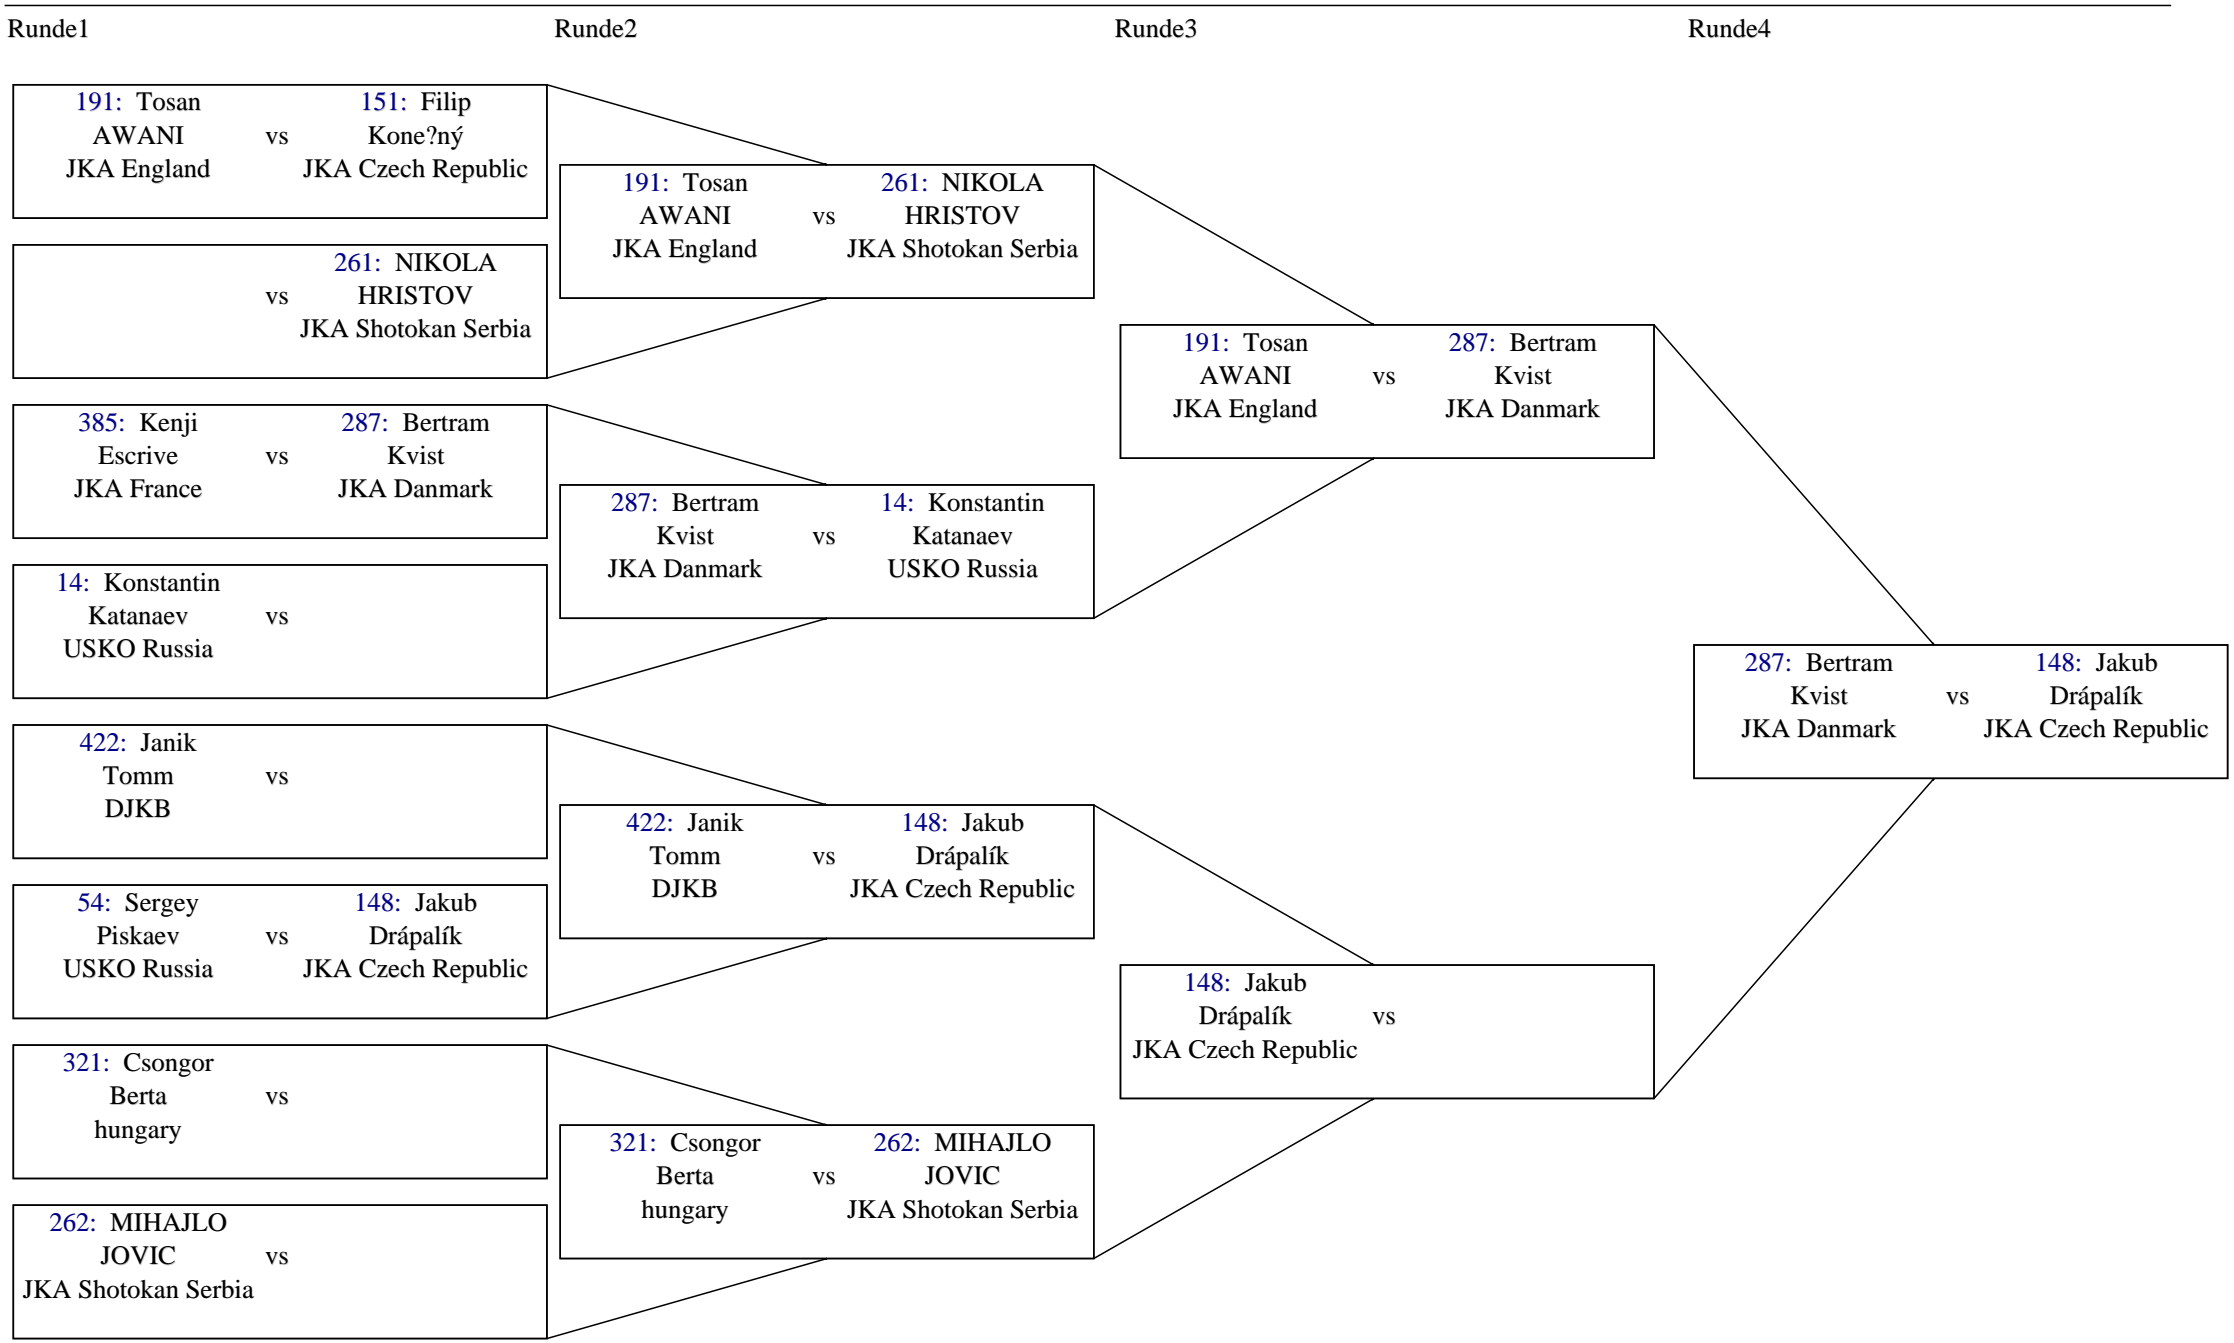 Runde1
Runde2
Runde3
Runde4
191: Tosan
AWANI
JKA England
vs
151: Filip
Kone?ný
JKA Czech Republic
vs
261: NIKOLA
HRISTOV
JKA Shotokan Serbia
385: Kenji
Escrive
JKA France
vs
287: Bertram
Kvist
JKA Danmark
14: Konstantin
Katanaev
USKO Russia
vs
422: Janik
Tomm
DJKB
vs
54: Sergey
Piskaev
USKO Russia
vs
148: Jakub
Drápalík
JKA Czech Republic
321: Csongor
Berta
hungary
vs
262: MIHAJLO
JOVIC
JKA Shotokan Serbia
vs
191: Tosan
AWANI
JKA England
vs
261: NIKOLA
HRISTOV
JKA Shotokan Serbia
287: Bertram
Kvist
JKA Danmark
vs
14: Konstantin
Katanaev
USKO Russia
422: Janik
Tomm
DJKB
vs
148: Jakub
Drápalík
JKA Czech Republic
321: Csongor
Berta
hungary
vs
262: MIHAJLO
JOVIC
JKA Shotokan Serbia
191: Tosan
AWANI
JKA England
vs
287: Bertram
Kvist
JKA Danmark
148: Jakub
Drápalík
JKA Czech Republic
vs
287: Bertram
Kvist
JKA Danmark
vs
148: Jakub
Drápalík
JKA Czech Republic